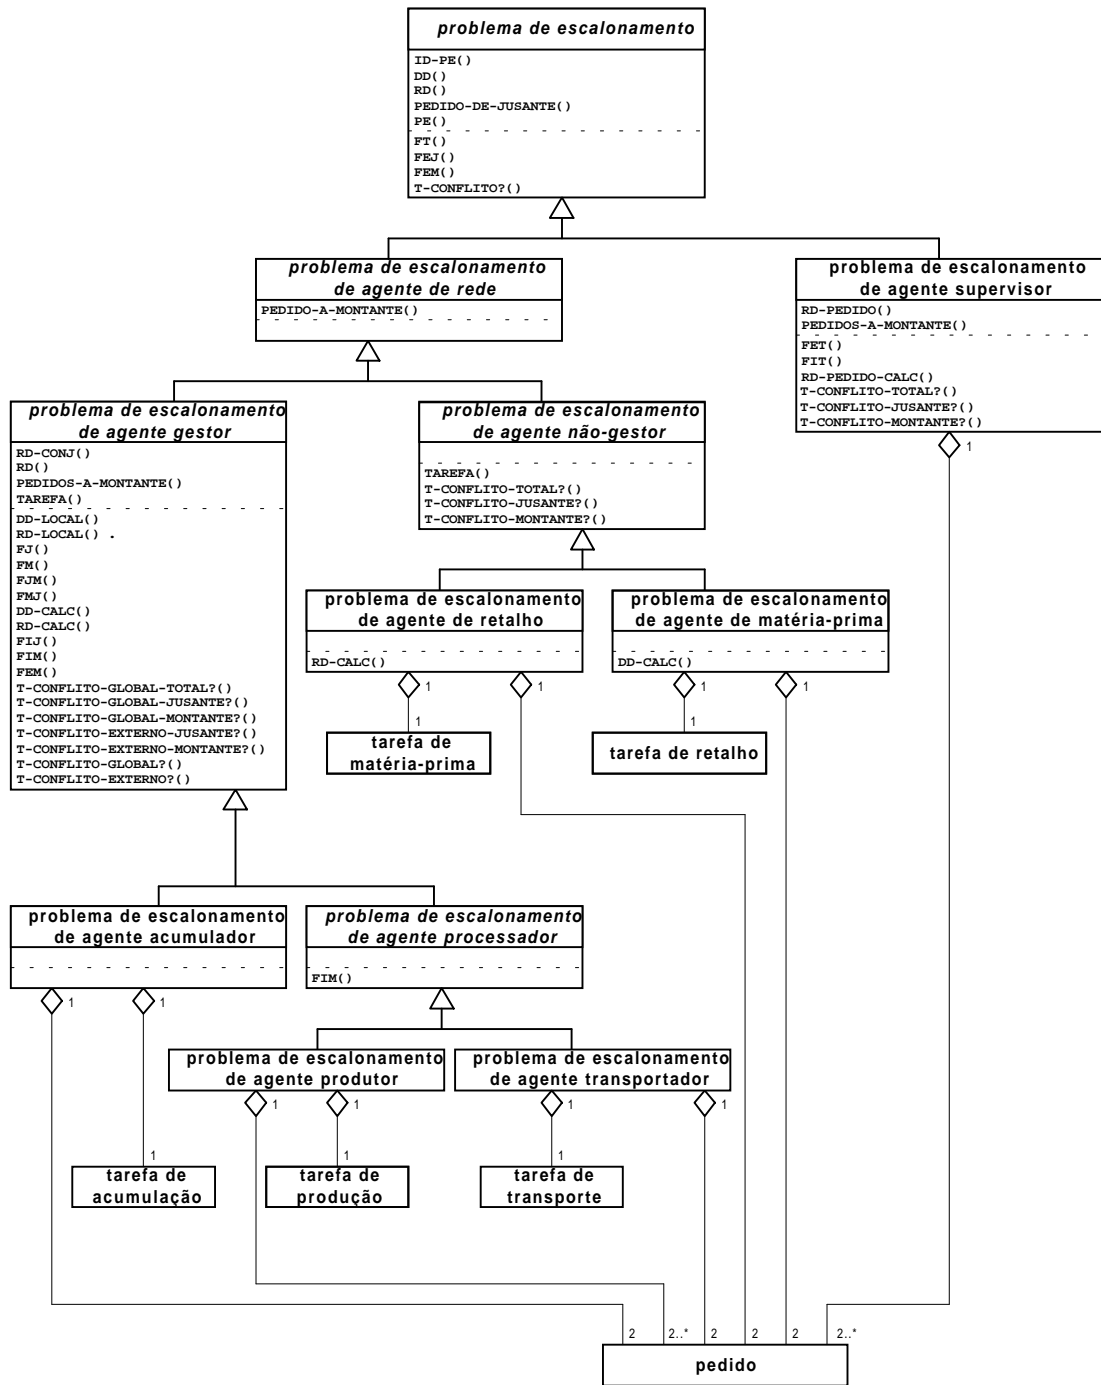 problema de escalonamento
ID-PE()
DD()
RD()
PEDIDO-DE-JUSANTE()
PE()
FT()
FEJ()
FEM()
T-CONFLITO?()
problema de escalonamento
de agente de rede
PEDIDO-A-MONTANTE()
problema de escalonamento
de agente supervisor
RD-PEDIDO()
PEDIDOS-A-MONTANTE()
FET()
FIT()
RD-PEDIDO-CALC()
T-CONFLITO-TOTAL?()
T-CONFLITO-JUSANTE?()
T-CONFLITO-MONTANTE?()
1
problema de escalonamento
de agente gestor
RD-CONJ()
RD()
PEDIDOS-A-MONTANTE()
TAREFA()
DD-LOCAL()
RD-LOCAL() .
FJ()
FM()
FJM()
FMJ()
DD-CALC()
RD-CALC()
FIJ()
FIM()
FEM()
T-CONFLITO-GLOBAL-TOTAL?()
T-CONFLITO-GLOBAL-JUSANTE?()
T-CONFLITO-GLOBAL-MONTANTE?()
T-CONFLITO-EXTERNO-JUSANTE?()
T-CONFLITO-EXTERNO-MONTANTE?()
T-CONFLITO-GLOBAL?()
T-CONFLITO-EXTERNO?()
problema de escalonamento
de agente não-gestor
TAREFA()
T-CONFLITO-TOTAL?()
T-CONFLITO-JUSANTE?()
T-CONFLITO-MONTANTE?()
problema de escalonamento
de agente de retalho
RD-CALC()
1 1
1
tarefa de
matéria-prima
problema de escalonamento
de agente de matéria-prima
DD-CALC()
1 1
1
tarefa de retalho
problema de escalonamento
de agente acumulador
1 1
problema de escalonamento
de agente processador
FIM()
problema de escalonamento
de agente produtor
1 1
problema de escalonamento
de agente transportador
1 1
1 1 1
tarefa de
acumulação
tarefa de
produção
tarefa de
transporte
2 2..* 2 2 2 2..*
pedido